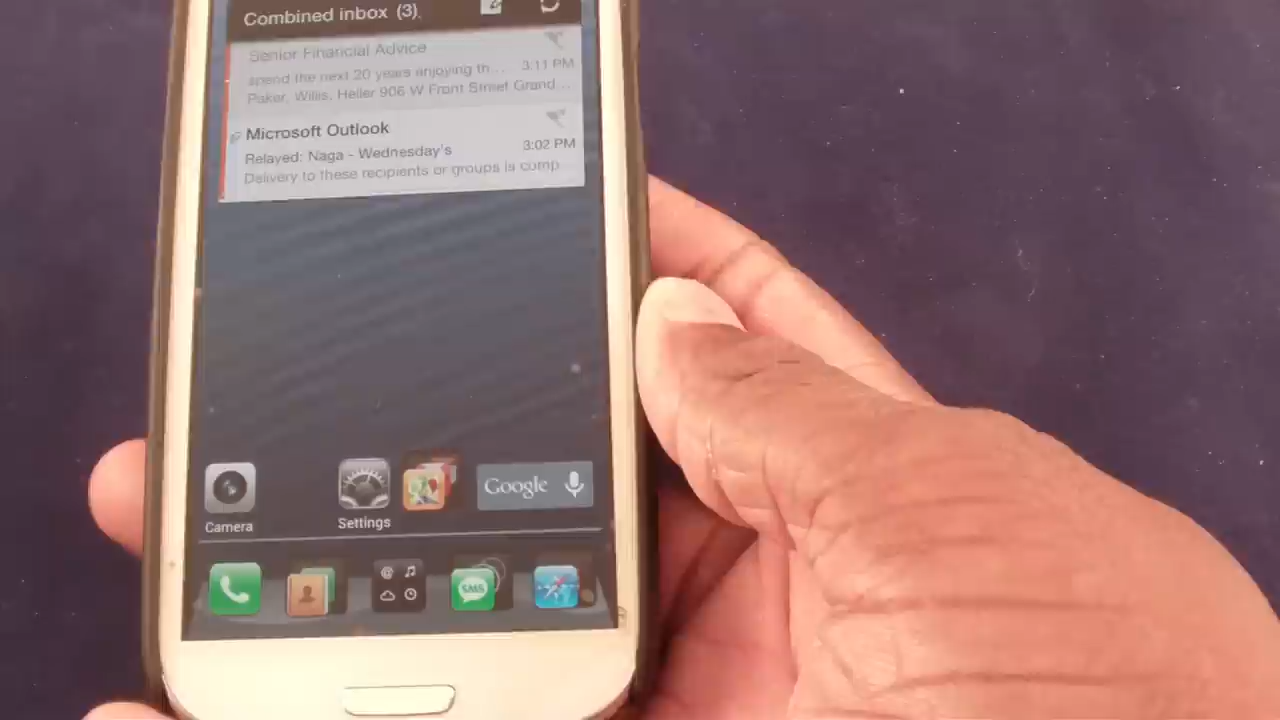 Combined inbox (3)
Senior Financial Advice
spend the next 20 years enjoying th... 3:11 PM
Paker, Willis, Heller 906 W Front Street Grand...
Microsoft Outlook
Relayed: Naga - Wednesday's 3:02 PM
Delivery to these recipients or groups is comp
Google
Camera
Settings
SMS